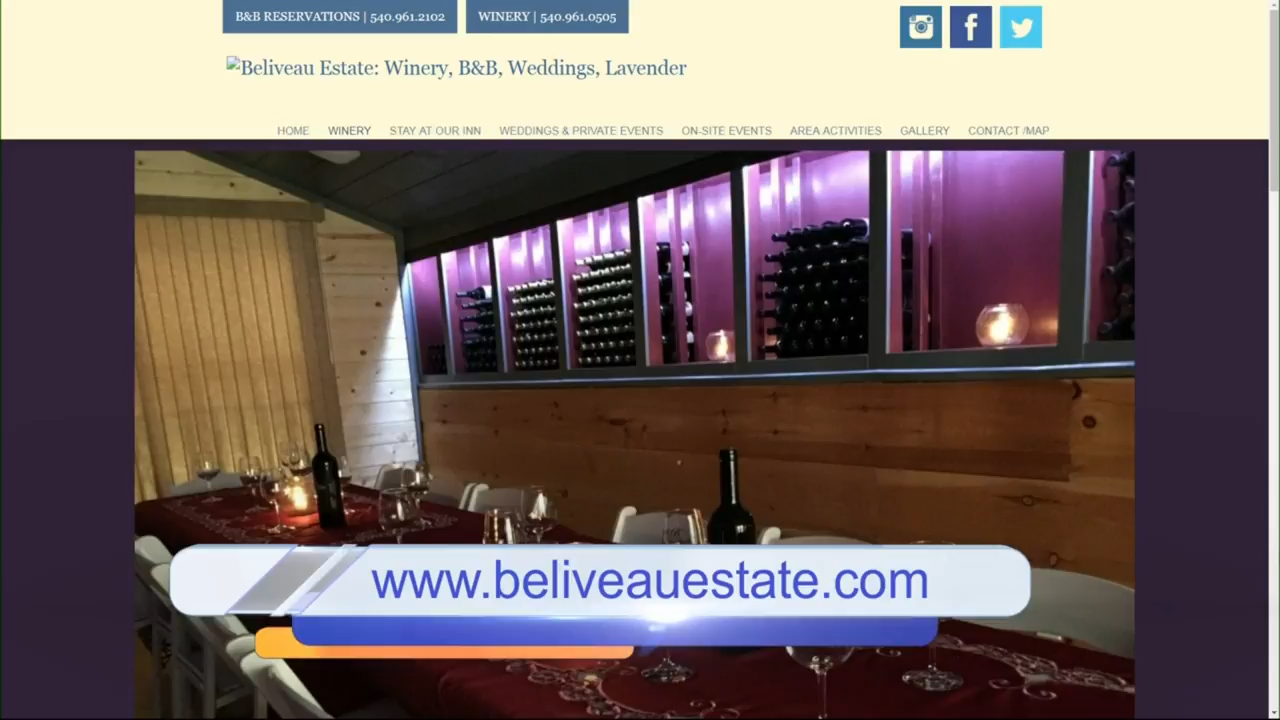 B&B RESERVATIONS | 540.961.2102
WINERY | 540.961.0505
Beliveau Estate: Winery, B&B, Weddings, Lavender
HOME WINERY STAY AT OUR INN WEDDINGS & PRIVATE EVENTS ON-SITE EVENTS AREA ACTIVITIES GALLERY CONTACT /MAP
www.beliveauestate.com